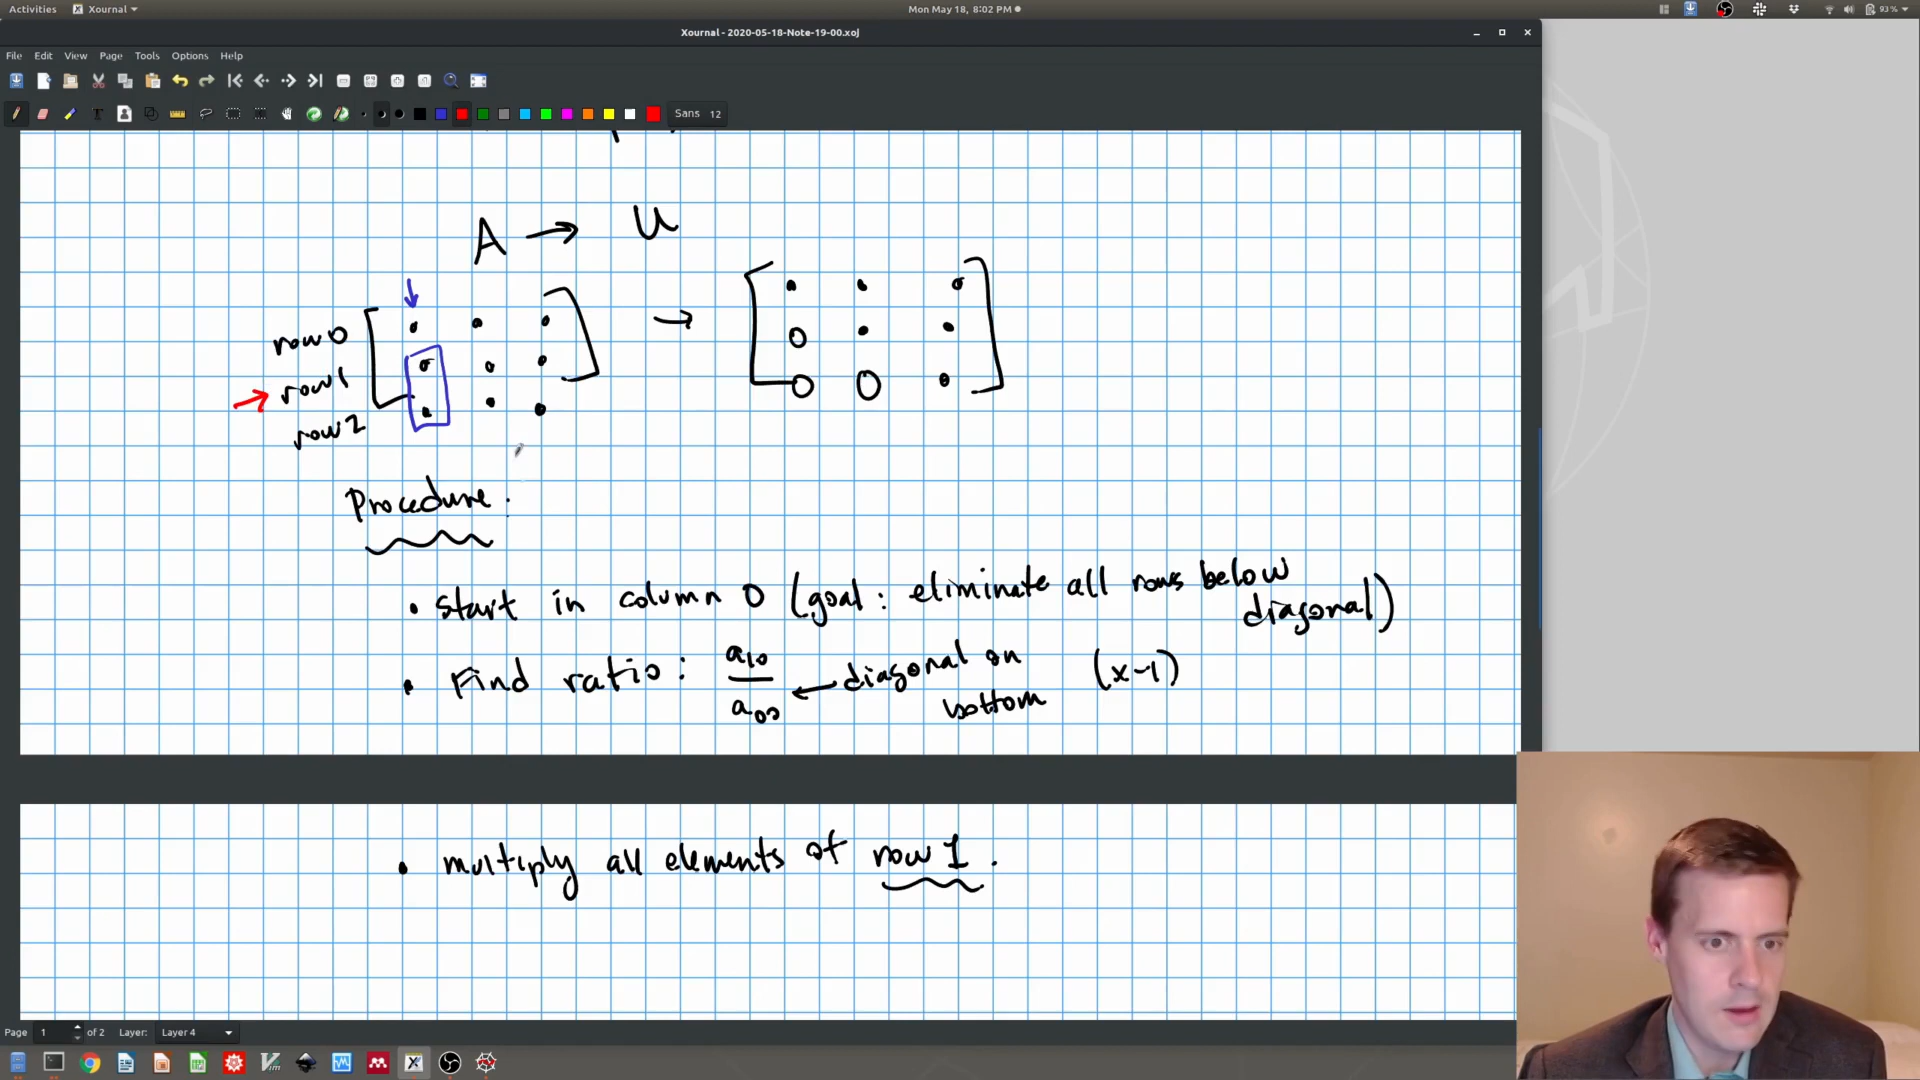 Activities Xournal Mon May 18, 8:02 PM 93 %
Xournal - 2020-05-18-Note-19-00.xoj
File Edit View Page Tools Options Help
Sans 12
A → U
row 0
row 1
row 2
Procedure:
• start in column 0 (goal: eliminate all rows below
diagonal)
• Find ratio: a10 / a00 ← diagonal on
bottom (x-1)
• multiply all elements of row 1.
Page 1 of 2 Layer: Layer 4